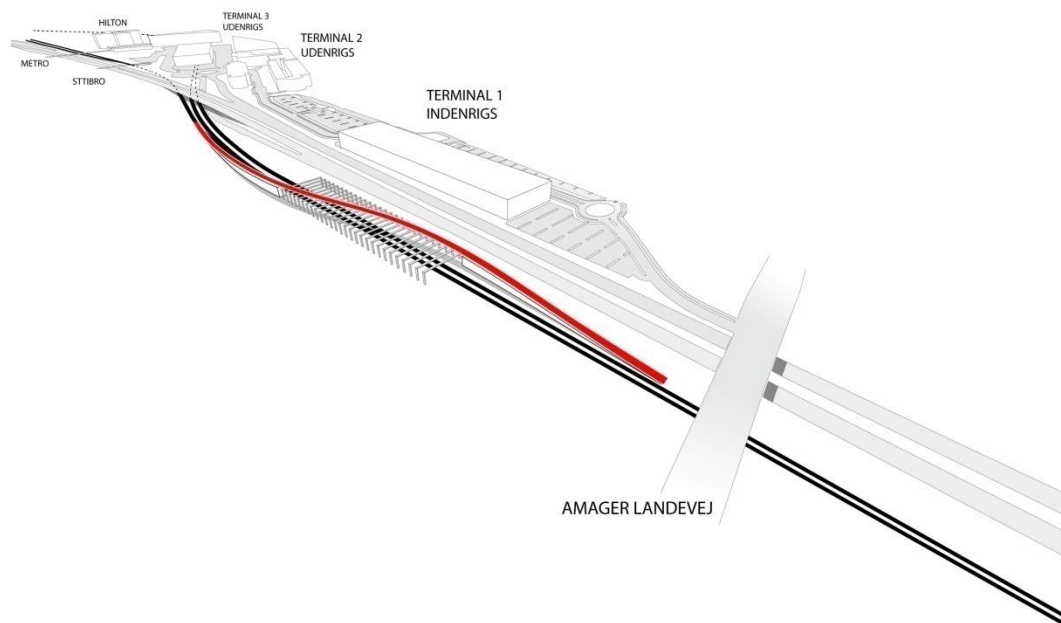 HILTON
TERMINAL 3
UDENRIGS
TERMINAL 2
UDENRIGS
METRO
STTIBRO
TERMINAL 1
INDENRIGS
AMAGER LANDEVEJ